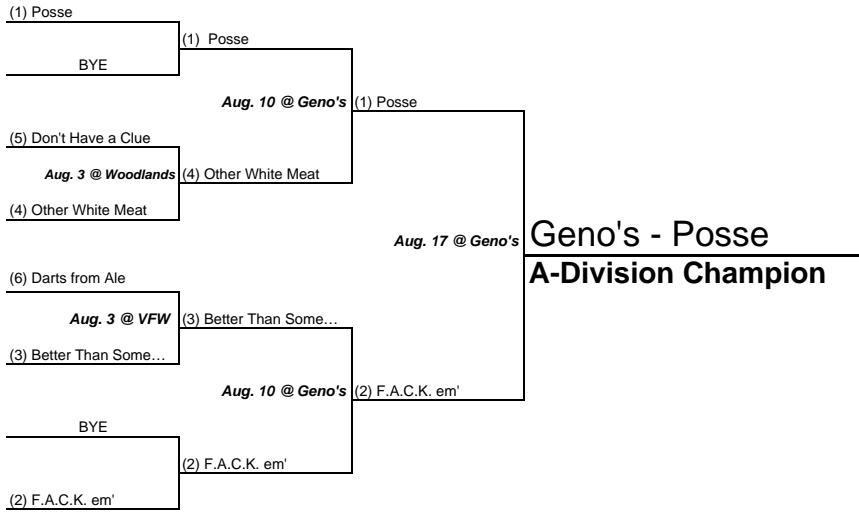 (1) Posse
(1) Posse
BYE
Aug. 10 @ Geno's (1) Posse
(5) Don't Have a Clue
Aug. 3 @ Woodlands (4) Other White Meat
(4) Other White Meat
Aug. 17 @ Geno's
Geno's - Posse
A-Division Champion
(6) Darts from Ale
Aug. 3 @ VFW (3) Better Than Some…
(3) Better Than Some…
Aug. 10 @ Geno's (2) F.A.C.K. em'
BYE
(2) F.A.C.K. em'
(2) F.A.C.K. em'